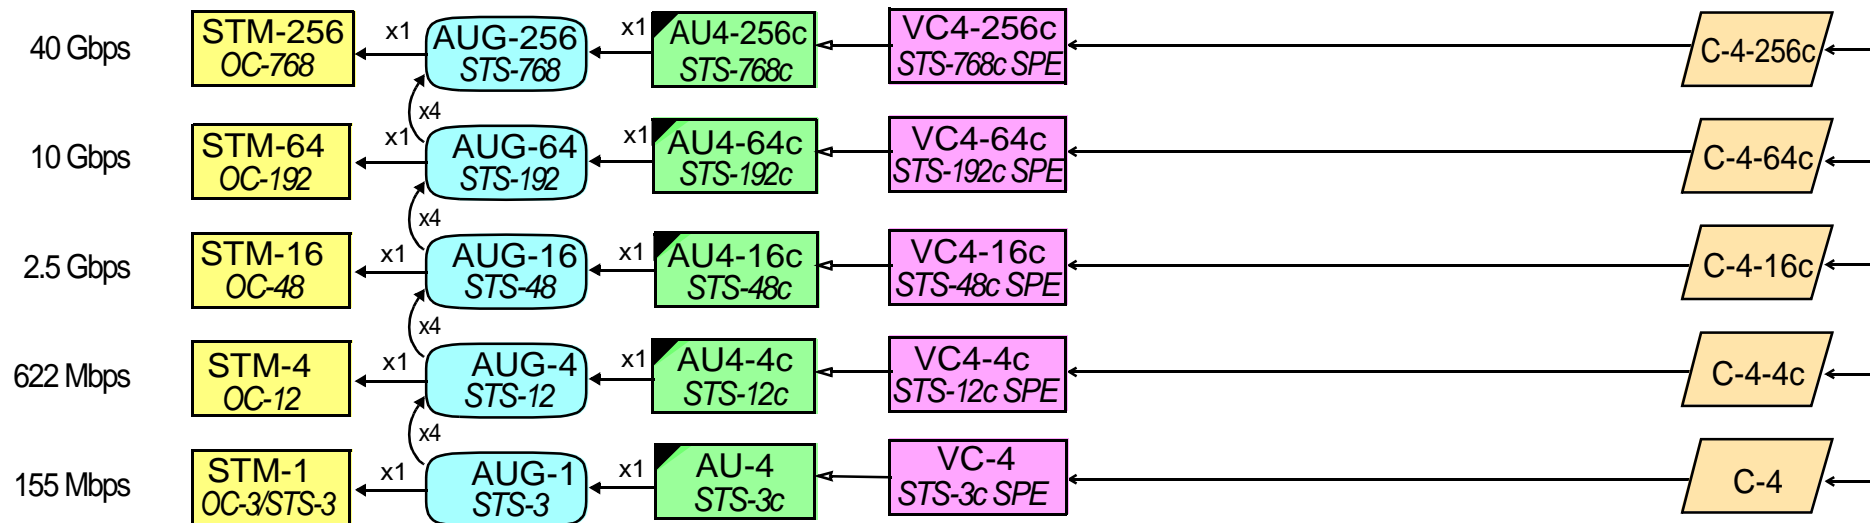 40 Gbps
STM-256
OC-768
x1
AUG-256
STS-768
x1
AU4-256c
STS-768c
VC4-256c
STS-768c SPE
C-4-256c
x4
10 Gbps
STM-64
OC-192
x1
AUG-64
STS-192
x1
AU4-64c
STS-192c
VC4-64c
STS-192c SPE
C-4-64c
x4
2.5 Gbps
STM-16
OC-48
x1
AUG-16
STS-48
x1
AU4-16c
STS-48c
VC4-16c
STS-48c SPE
C-4-16c
x4
622 Mbps
STM-4
OC-12
x1
AUG-4
STS-12
x1
AU4-4c
STS-12c
VC4-4c
STS-12c SPE
C-4-4c
x4
155 Mbps
STM-1
OC-3/STS-3
x1
AUG-1
STS-3
x1
AU-4
STS-3c
VC-4
STS-3c SPE
C-4